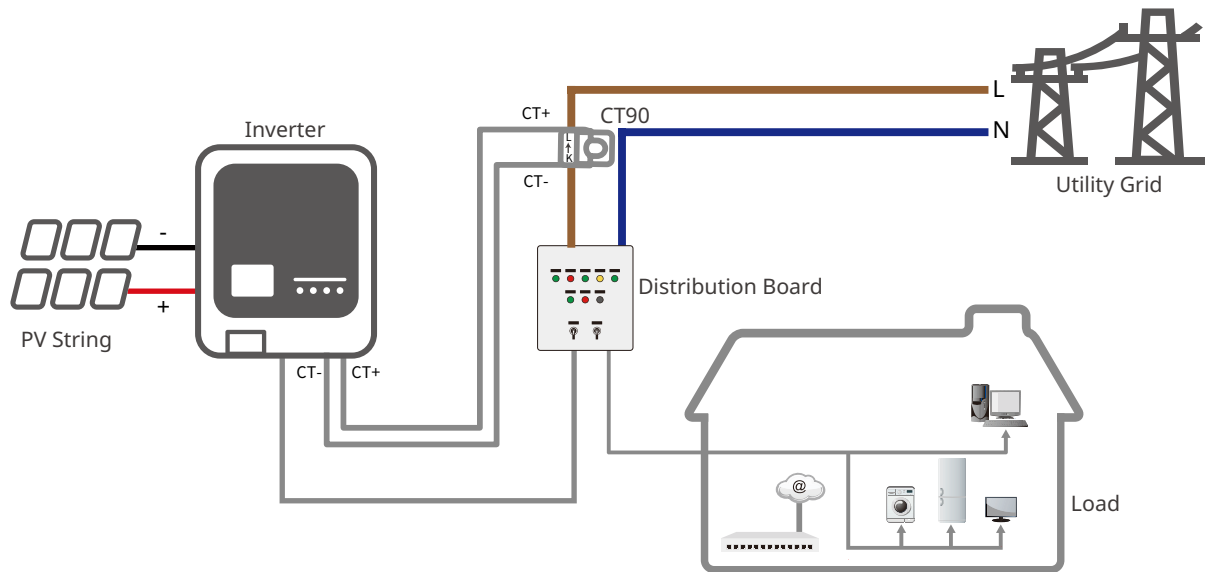 L
CT+
CT90
Inverter
N
L
K
CT-
Utility Grid
-
Distribution Board
+
PV String
CT-
CT+
@
Load